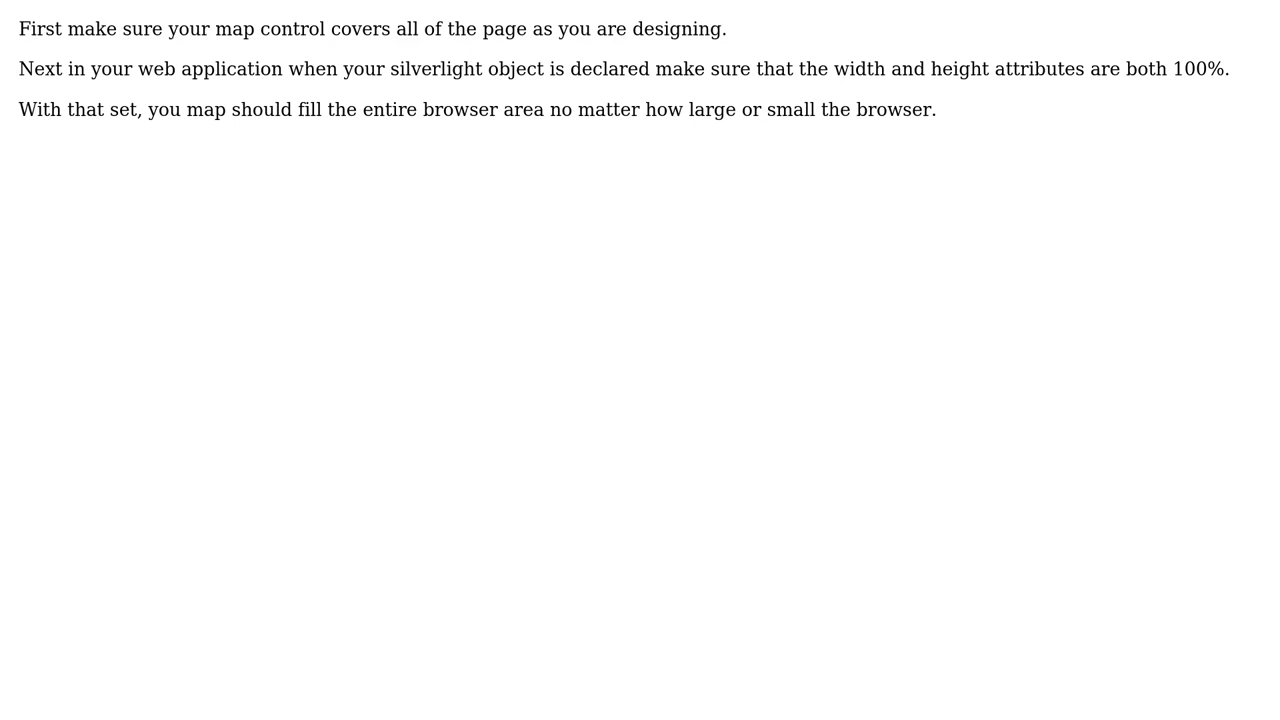 First make sure your map control covers all of the page as you are designing.
Next in your web application when your silverlight object is declared make sure that the width and height attributes are both 100%.
With that set, you map should fill the entire browser area no matter how large or small the browser.